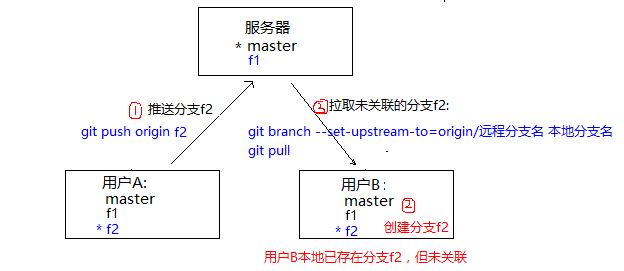 服务器
* master
f1
① 推送分支f2
git push origin f2
③拉取未关联的分支f2:
git branch --set-upstream-to=origin/远程分支名 本地分支名
git pull
用户A:
master
f1
* f2
用户B：
master
f1
* f2
②
创建分支f2
用户B本地已存在分支f2，但未关联